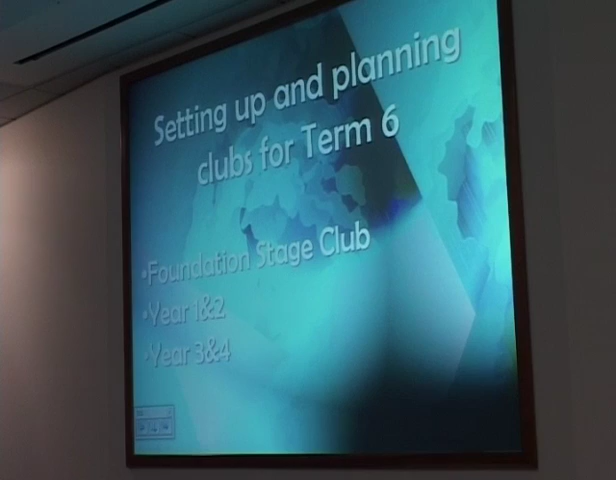 Setting up and planning
clubs for Term 6
•Foundation Stage Club
•Year 1&2
•Year 3&4